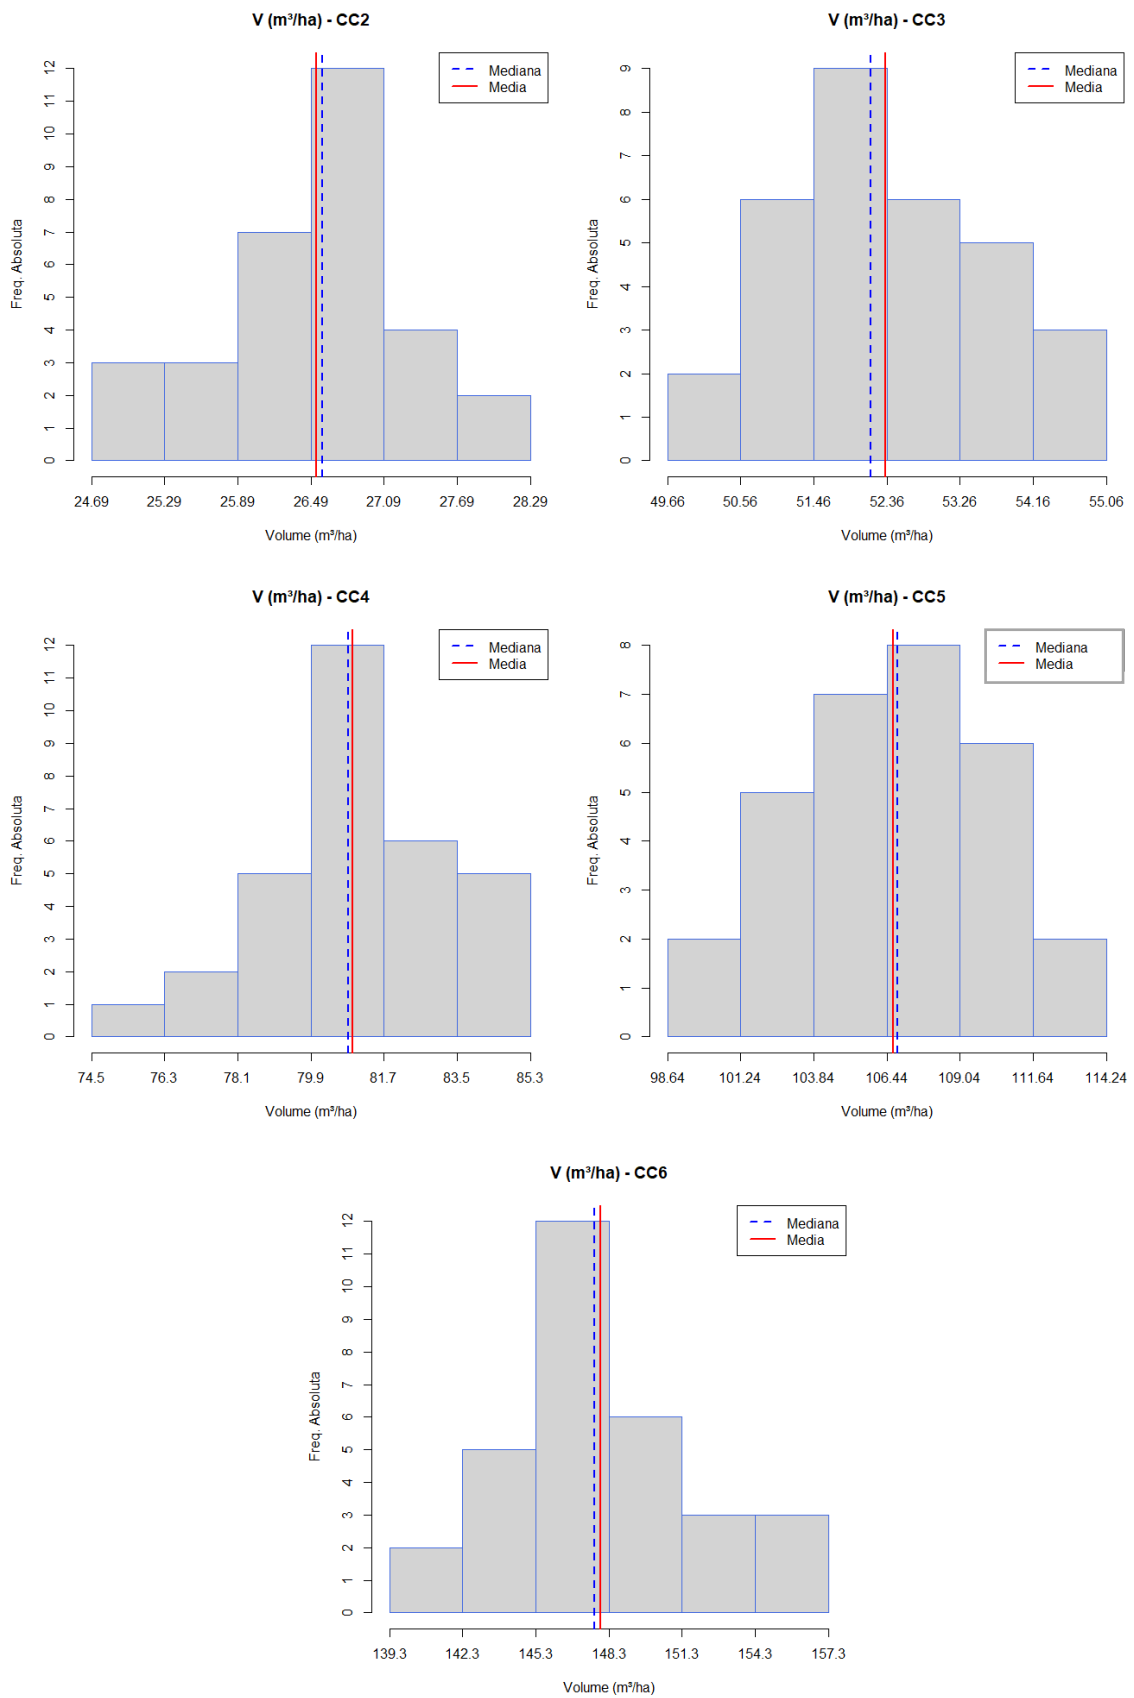 V (m³/ha) - CC2
Mediana
Media
Freq. Absoluta
0 1 2 3 4 5 6 7 8 9 10 11 12
24.69 25.29 25.89 26.49 27.09 27.69 28.29
Volume (m³/ha)
V (m³/ha) - CC3
Mediana
Media
Freq. Absoluta
0 1 2 3 4 5 6 7 8 9
49.66 50.56 51.46 52.36 53.26 54.16 55.06
Volume (m³/ha)
V (m³/ha) - CC4
Mediana
Media
Freq. Absoluta
0 1 2 3 4 5 6 7 8 9 10 11 12
74.5 76.3 78.1 79.9 81.7 83.5 85.3
Volume (m³/ha)
V (m³/ha) - CC5
Mediana
Media
Freq. Absoluta
0 1 2 3 4 5 6 7 8
98.64 101.24 103.84 106.44 109.04 111.64 114.24
Volume (m³/ha)
V (m³/ha) - CC6
Mediana
Media
Freq. Absoluta
0 1 2 3 4 5 6 7 8 9 10 11 12
139.3 142.3 145.3 148.3 151.3 154.3 157.3
Volume (m³/ha)